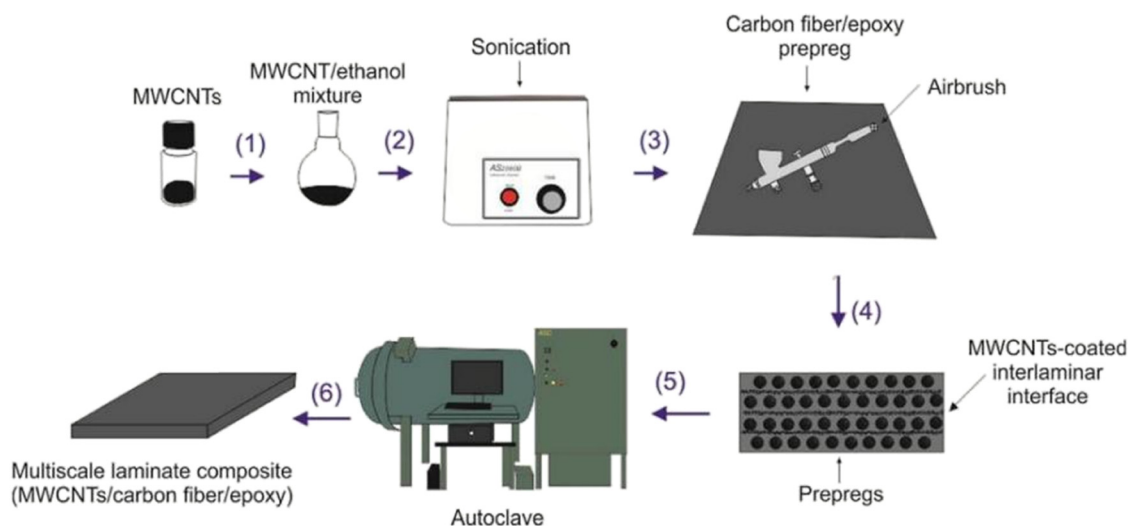 Sonication
Carbon fiber/epoxy
prepreg
MWCNT/ethanol
mixture
MWCNTs
Airbrush
(1)
(2)
(3)
(4)
MWCNTs-coated
interlaminar
interface
(5)
(6)
Prepregs
Multiscale laminate composite
(MWCNTs/carbon fiber/epoxy)
Autoclave